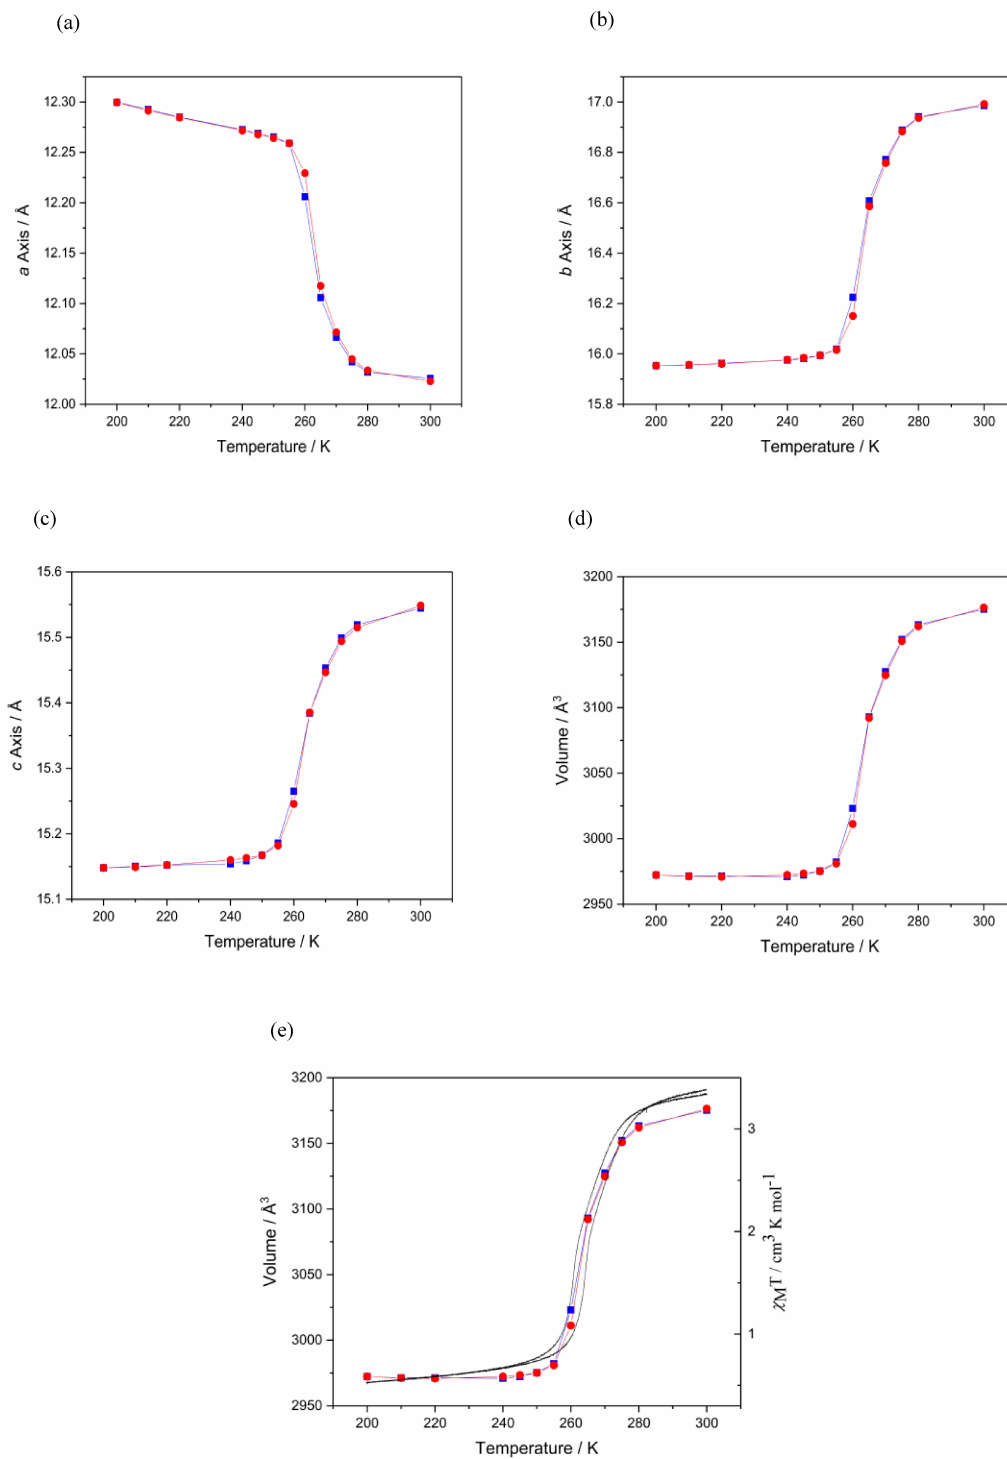 (a)
(b)
12.30
12.25
12.20
12.15
12.10
12.05
12.00
a Axis / Å
200 220 240 260 280 300
Temperature / K
17.0
16.8
16.6
16.4
16.2
16.0
15.8
b Axis / Å
200 220 240 260 280 300
Temperature / K
(c)
(d)
15.6
15.5
15.4
15.3
15.2
15.1
c Axis / Å
200 220 240 260 280 300
Temperature / K
3200
3150
3100
3050
3000
2950
Volume / Å³
200 220 240 260 280 300
Temperature / K
(e)
3200
3150
3100
3050
3000
2950
Volume / Å³
3
2
1
χMT / cm³ K mol⁻¹
200 220 240 260 280 300
Temperature / K